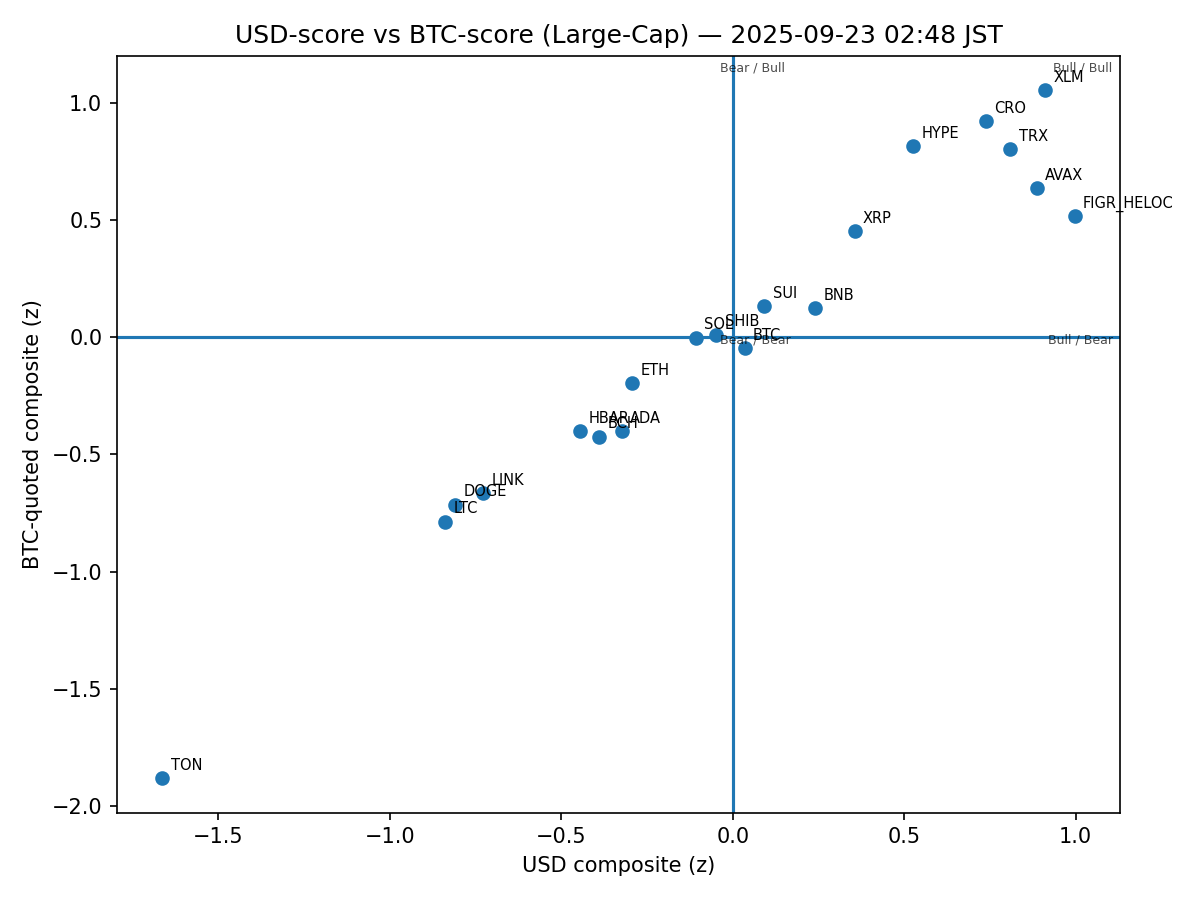 USD-score vs BTC-score (Large-Cap) — 2025-09-23 02:48 JST
Bear / Bull
Bull / Bull
XLM
CRO
HYPE
TRX
AVAX
FIGR_HELOC
XRP
SUI
BNB
SOL
SHIB
BTC
Bear / Bear
Bull / Bear
ETH
HBAR
ADA
BCH
LINK
DOGE
LTC
TON
1.0
0.5
0.0
−0.5
−1.0
−1.5
−2.0
BTC-quoted composite (z)
−1.5
−1.0
−0.5
0.0
0.5
1.0
USD composite (z)